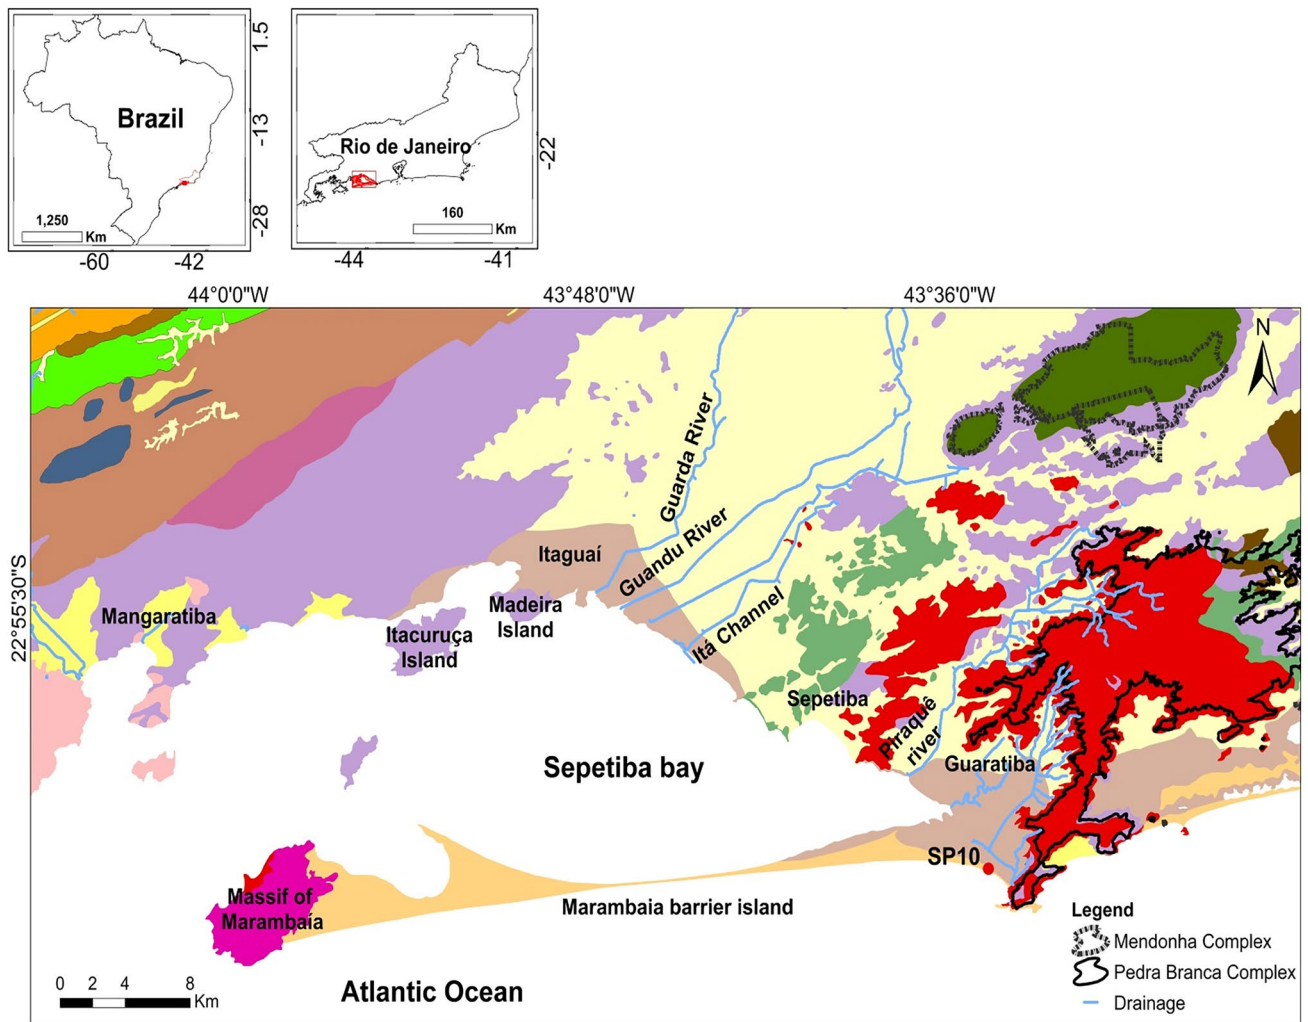 Brazil
1,250
Km
1.5
-13
-28
-60
-42
Rio de Janeiro
160
Km
-22
-44
-41
44°0'0"W
43°48'0"W
43°36'0"W
22°55'30"S
N
Guarda River
Guandu River
Itaguaí
Mangaratiba
Madeira
Island
Itacuruça
Island
Itá Channel
Sepetiba
Piraquê
river
Guaratiba
Sepetiba bay
SP10
Massif of
Marambaía
Marambaia barrier island
Atlantic Ocean
0 2 4 8
Km
Legend
Mendonha Complex
Pedra Branca Complex
Drainage